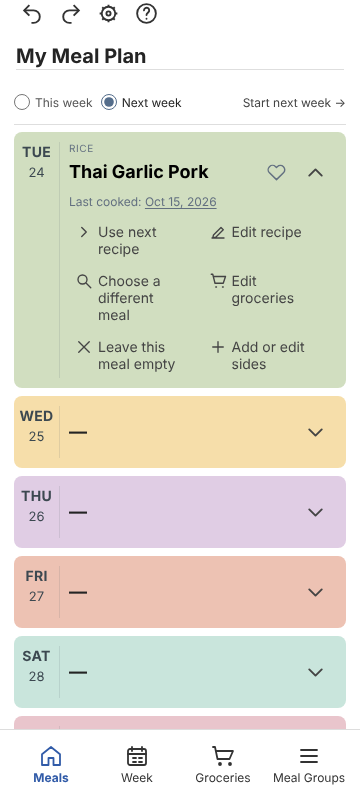 My Meal Plan
This week
Next week
Start next week →
TUE
24
RICE
Thai Garlic Pork
Last cooked: Oct 15, 2026
Use next
recipe
Edit recipe
Choose a
different
meal
Edit
groceries
Leave this
meal empty
Add or edit
sides
WED
25
—
THU
26
—
FRI
27
—
SAT
28
—
Meals
Week
Groceries
Meal Groups